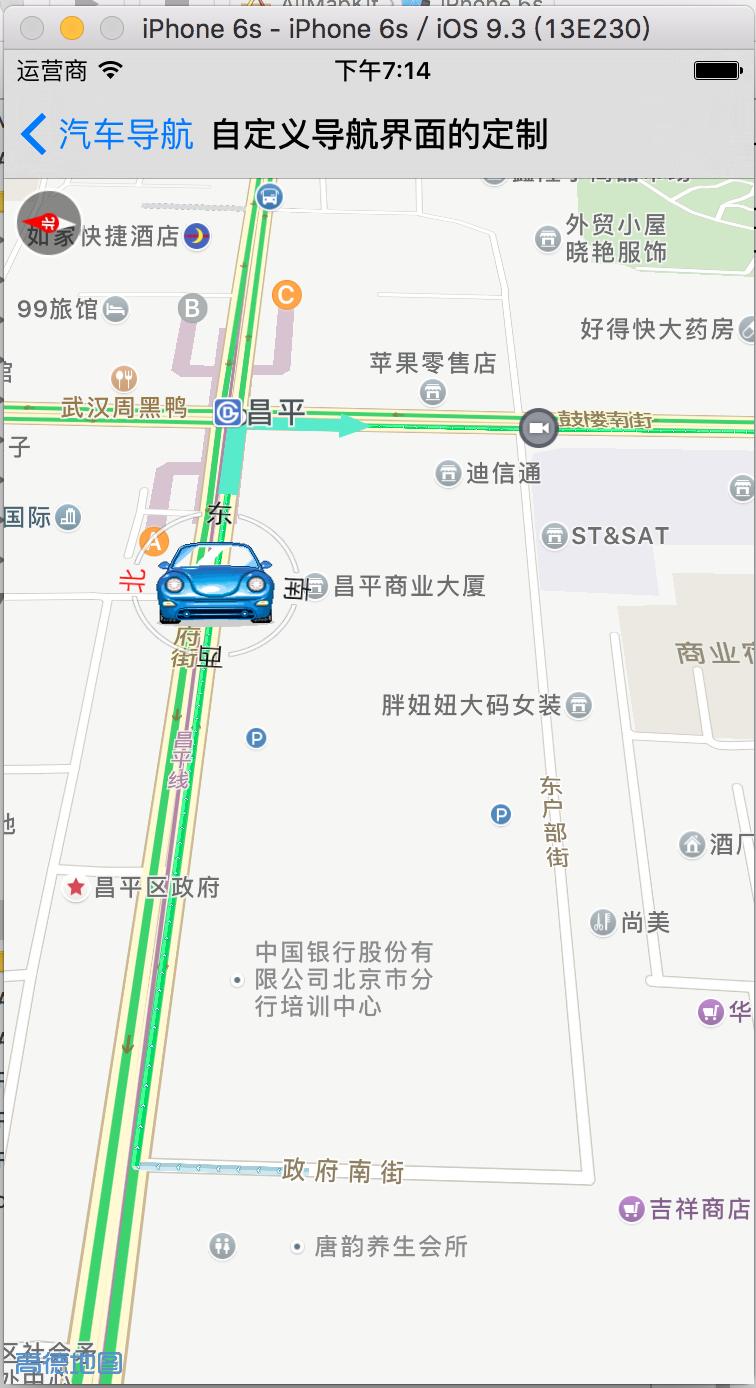 iPhone 6s - iPhone 6s / iOS 9.3 (13E230)
运营商
下午7:14
汽车导航
自定义导航界面的定制
北
如家快捷酒店
外贸小屋
晓艳服饰
99旅馆
B
C
好得快大药房
苹果零售店
武汉周黑鸭
昌平
鼓楼南街
子
迪信通
国际
东
A
ST&SAT
北
南
昌平商业大厦
府街
西
商业
胖妞妞大码女装
P
昌平线
东户部街
P
酒厂
昌平区政府
尚美
中国银行股份有
限公司北京市分
行培训中心
华
政府南街
吉祥商店
唐韵养生会所
高德地图